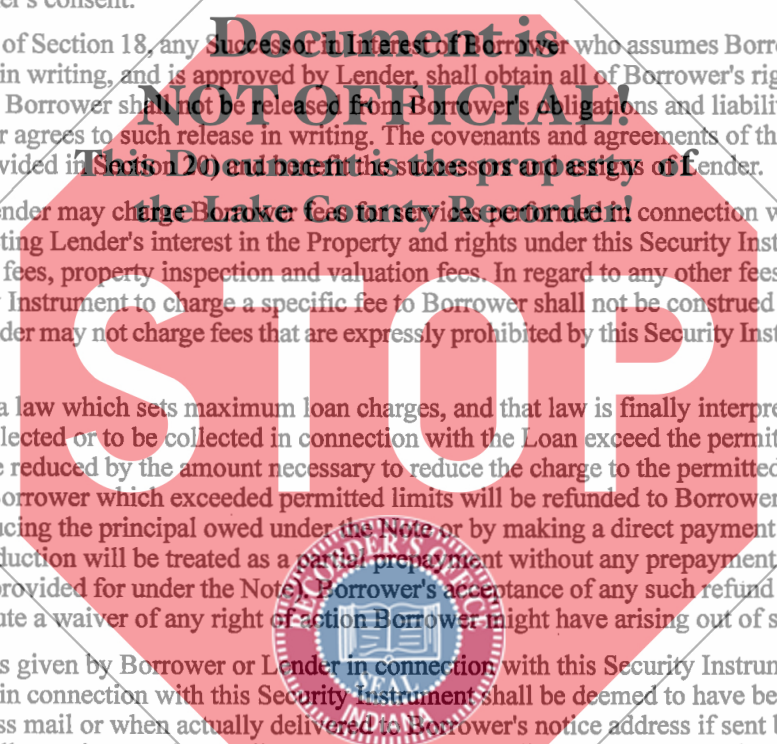 er's consent.
of Section 18, any Successor in Interest of Borrower who assumes Borr
in writing, and is approved by Lender, shall obtain all of Borrower's rig
Borrower shall not be released from Borrower's obligations and liabilit
r agrees to such release in writing. The covenants and agreements of th
vided in Section 20) and benefit the successors and assigns of Lender.
Document is
NOT OFFICIAL!
This Document is the property of
the Lake County Recorder!
ender may charge Borrower fees for services performed in connection w
ting Lender's interest in the Property and rights under this Security Inst
fees, property inspection and valuation fees. In regard to any other fees
Instrument to charge a specific fee to Borrower shall not be construed
der may not charge fees that are expressly prohibited by this Security Inst
STOP
a law which sets maximum loan charges, and that law is finally interpre
lected or to be collected in connection with the Loan exceed the permit
e reduced by the amount necessary to reduce the charge to the permitted
orrower which exceeded permitted limits will be refunded to Borrower
ucing the principal owed under the Note or by making a direct payment
duction will be treated as a partial prepayment without any prepayment
provided for under the Note). Borrower's acceptance of any such refund
ute a waiver of any right of action Borrower might have arising out of s
RECORDER'S OFFICE
SEAL
INDIANA
s given by Borrower or Lender in connection with this Security Instrum
in connection with this Security Instrument shall be deemed to have be
ss mail or when actually delivered to Borrower's notice address if sent b